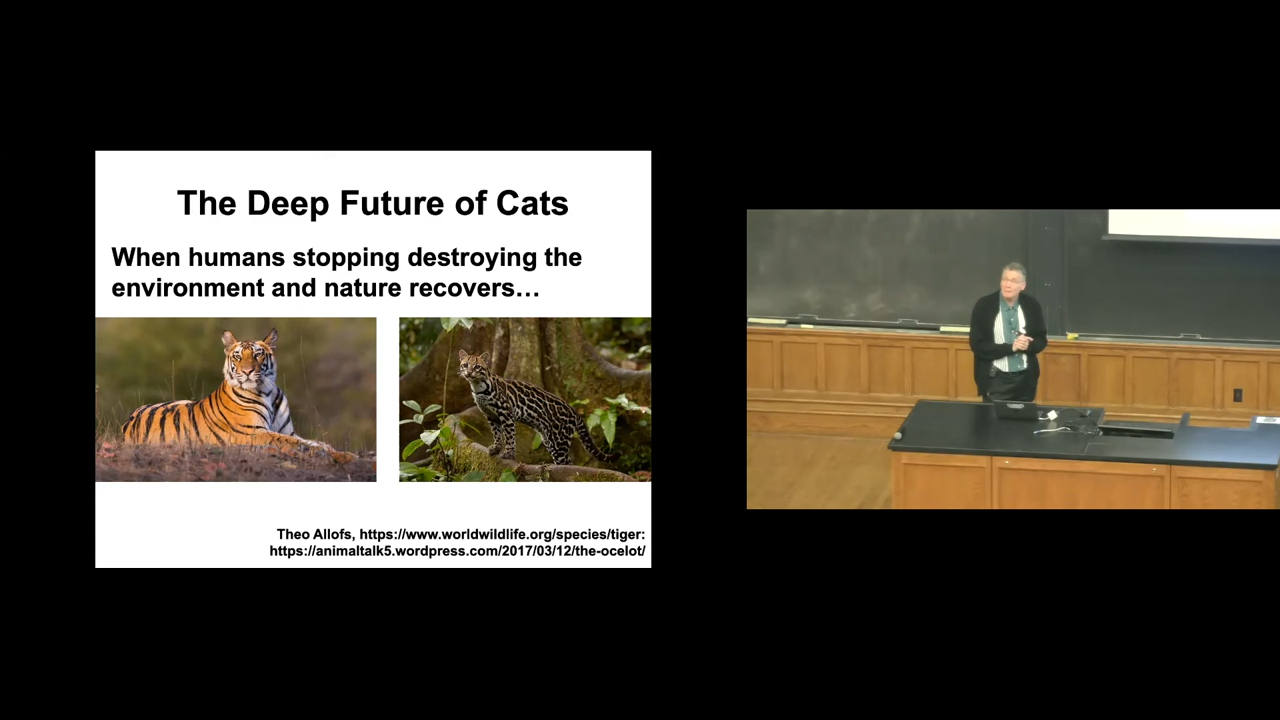 The Deep Future of Cats
When humans stopping destroying the
environment and nature recovers…
Theo Allofs, https://www.worldwildlife.org/species/tiger:
https://animaltalk5.wordpress.com/2017/03/12/the-ocelot/